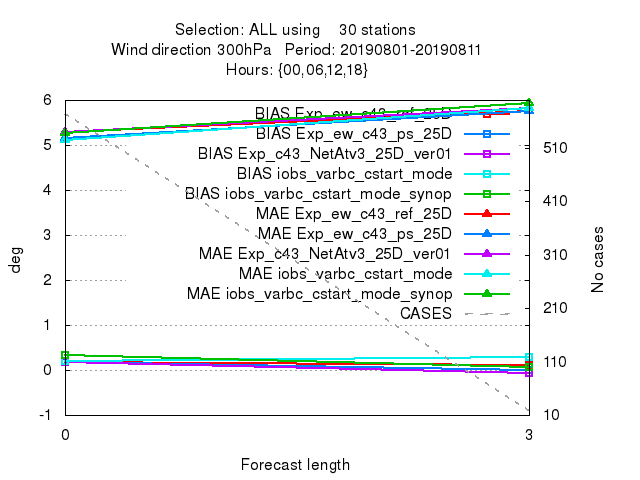 Selection: ALL using 30 stations
Wind direction 300hPa Period: 20190801-20190811
Hours: {00,06,12,18}
6
5
4
3
2
1
0
-1
deg
BIAS Exp_ew_c43_ref_25D
BIAS Exp_ew_c43_ps_25D
BIAS Exp_c43_NetAtv3_25D_ver01
BIAS iobs_varbc_cstart_mode
BIAS iobs_varbc_cstart_mode_synop
MAE Exp_ew_c43_ref_25D
MAE Exp_ew_c43_ps_25D
MAE Exp_c43_NetAtv3_25D_ver01
MAE iobs_varbc_cstart_mode
MAE iobs_varbc_cstart_mode_synop
CASES
510
410
310
210
110
10
No cases
0 3
Forecast length